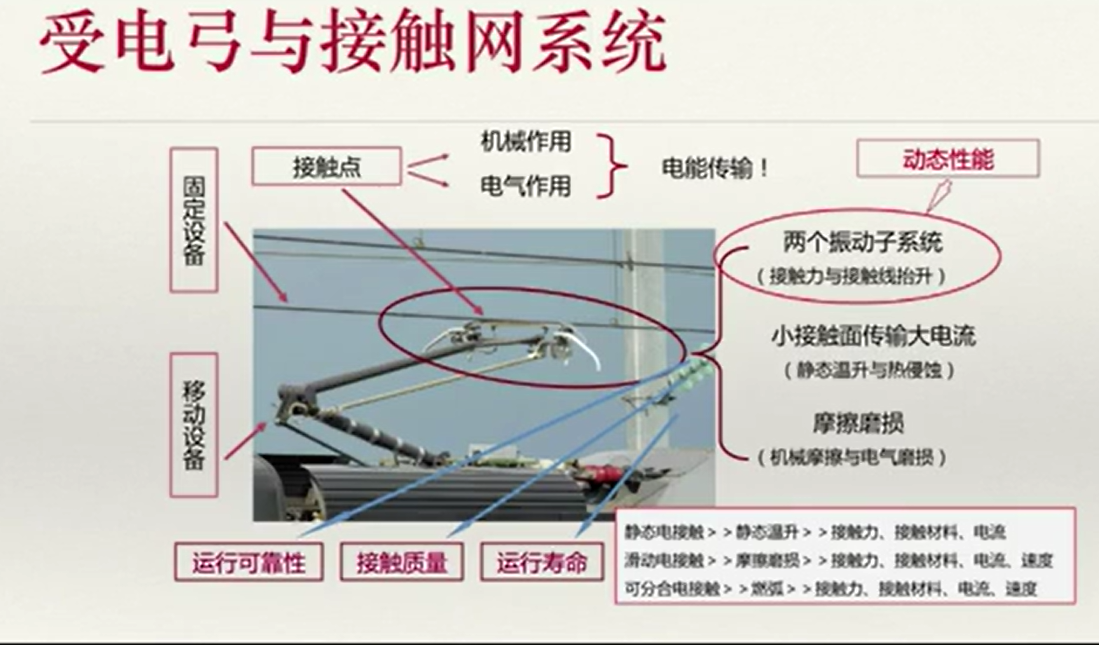 受电弓与接触网系统
机械作用
接触点
电能传输！
电气作用
动态性能
固定设备
两个振动子系统
（接触力与接触线抬升）
小接触面传输大电流
（静态温升与热侵蚀）
移动设备
摩擦磨损
（机械摩擦与电气磨损）
运行可靠性
接触质量
运行寿命
静态电接触>>静态温升>>接触力、接触材料、电流
滑动电接触>>摩擦磨损>>接触力、接触材料、电流、速度
可分合电接触>>燃弧>>接触力、接触材料、电流、速度